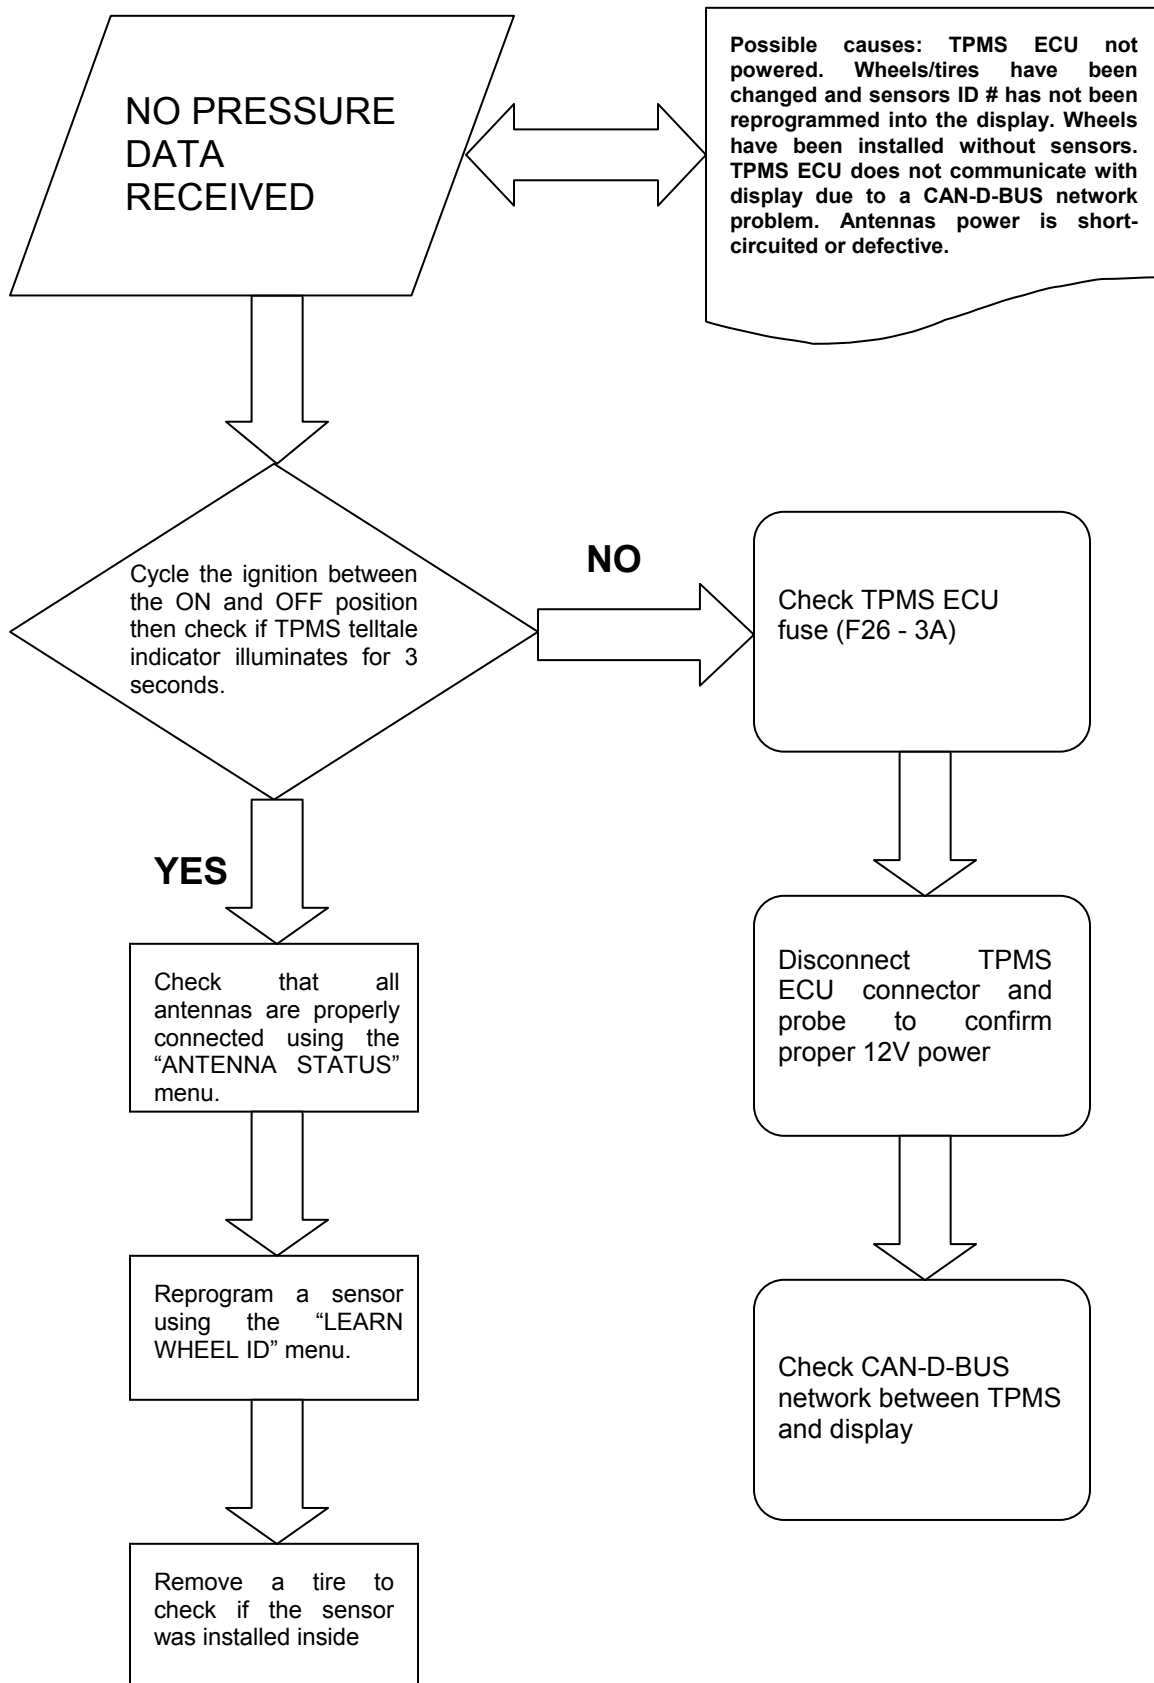 NO PRESSURE
DATA
RECEIVED
Possible causes: TPMS ECU not
powered. Wheels/tires have been
changed and sensors ID # has not been
reprogrammed into the display. Wheels
have been installed without sensors.
TPMS ECU does not communicate with
display due to a CAN-D-BUS network
problem. Antennas power is short-
circuited or defective.
Cycle the ignition between
the ON and OFF position
then check if TPMS telltale
indicator illuminates for 3
seconds.
NO
Check TPMS ECU
fuse (F26 - 3A)
YES
Check that all
antennas are properly
connected using the
“ANTENNA STATUS”
menu.
Disconnect TPMS
ECU connector and
probe to confirm
proper 12V power
Reprogram a sensor
using the “LEARN
WHEEL ID” menu.
Check CAN-D-BUS
network between TPMS
and display
Remove a tire to
check if the sensor
was installed inside